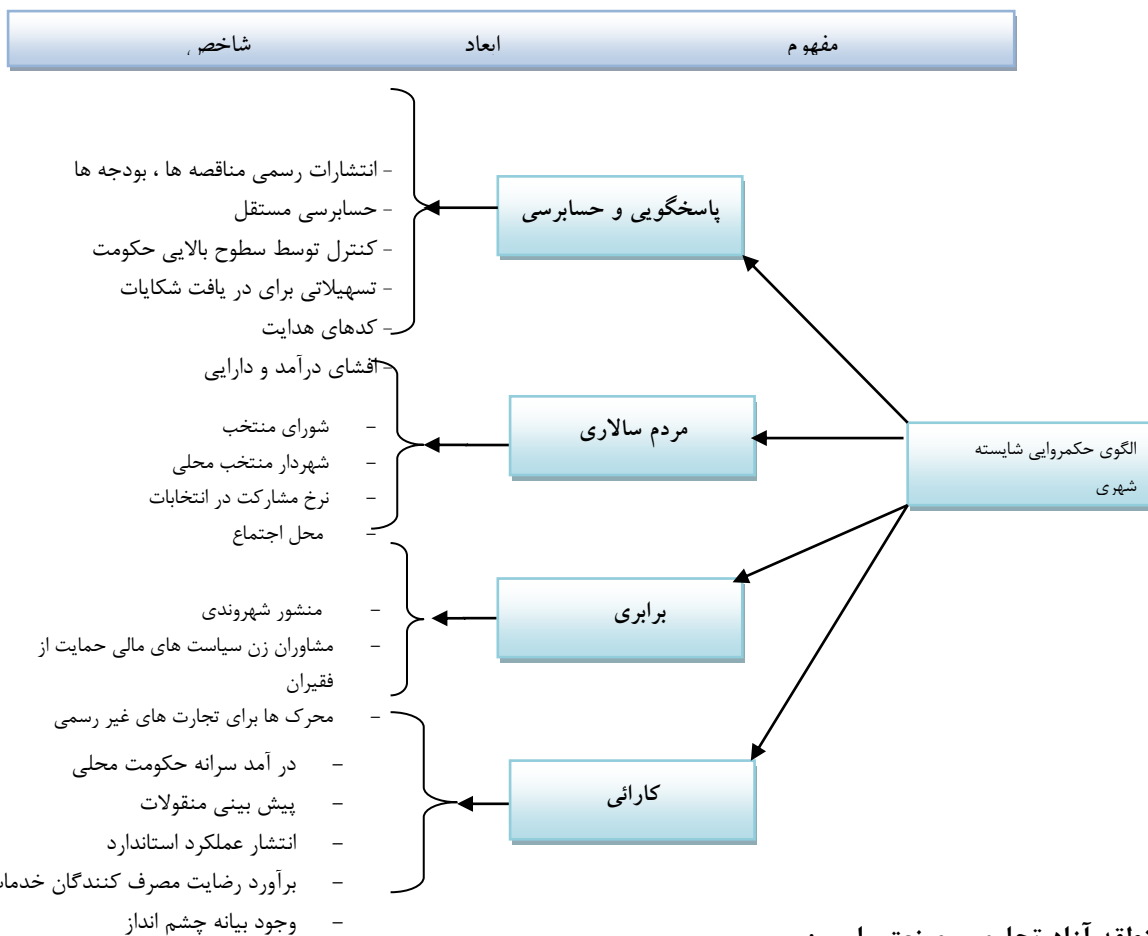 مفهوم ابعاد شاخص
پاسخگویی و حسابرسی
- انتشارات رسمی مناقصه ها ، بودجه ها
- حسابرسی مستقل
- کنترل توسط سطوح بالایی حکومت
- تسهیلاتی برای در یافت شکایات
- کدهای هدایت
- افشای درآمد و دارایی
مردم سالاری
- شورای منتخب
- شهردار منتخب محلی
- نرخ مشارکت در انتخابات
- محل اجتماع
الگوی حکمروایی شایسته
شهری
برابری
- منشور شهروندی
- مشاوران زن سیاست های مالی حمایت از
فقیران
- محرک ها برای تجارت های غیر رسمی
کارائی
- در آمد سرانه حکومت محلی
- پیش بینی منقولات
- انتشار عملکرد استاندارد
- برآورد رضایت مصرف کنندگان
- وجود بیانه چشم انداز